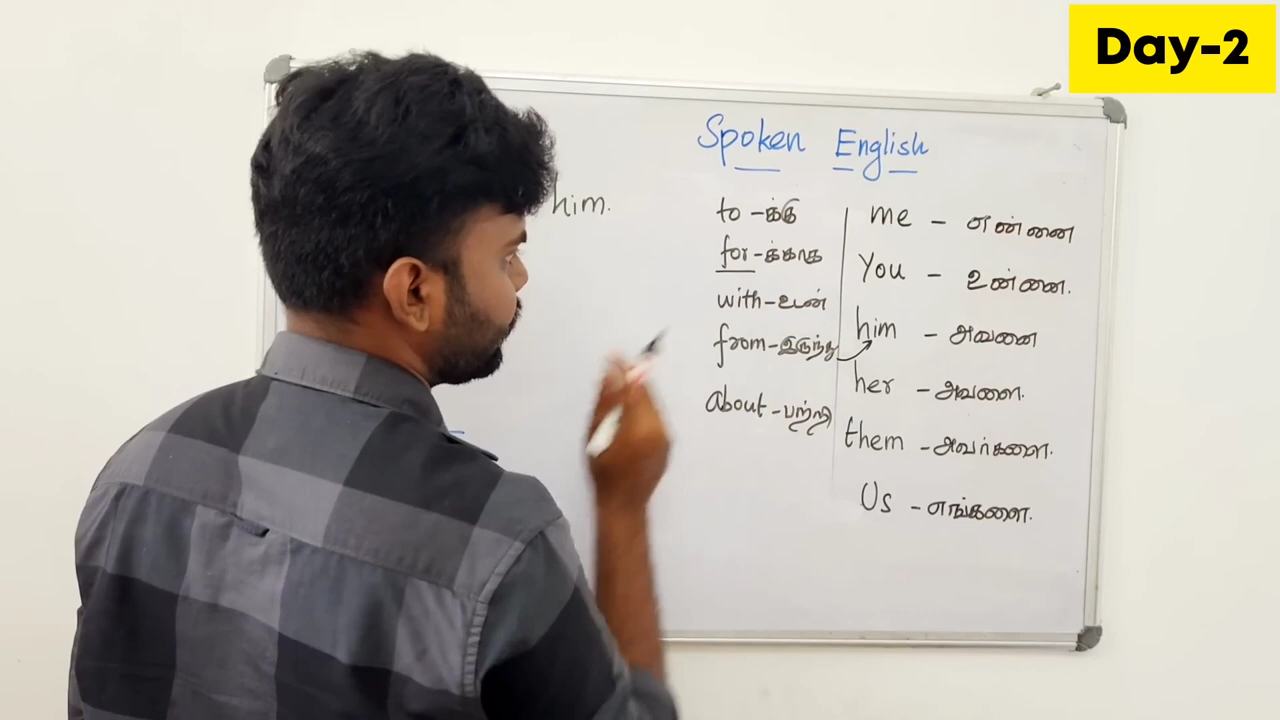 Day-2
Spoken English
him.
to - க்கு
for - க்காக
with - உடன்
from - இருந்து
about - பற்றி
me - என்னை
You - உன்னை.
him - அவனை
her - அவளை.
them - அவர்களை.
Us - எங்களை.